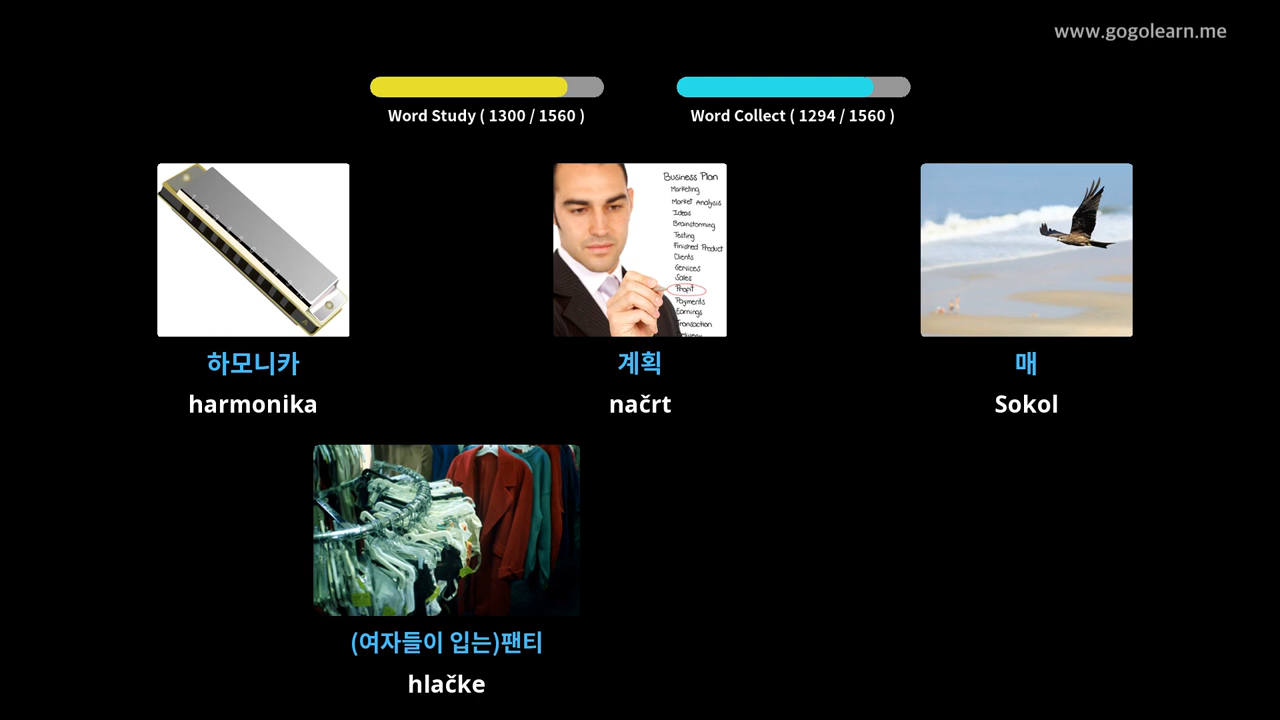 www.gogolearn.me
Word Study ( 1300 / 1560 )
Word Collect ( 1294 / 1560 )
Business Plan
Marketing
Market Analysis
Ideas
Brainstorming
Testing
Finished Product
Clients
Services
Sales
Profit
Payments
Earnings
Transaction
하모니카
harmonika
계획
načrt
매
Sokol
(여자들이 입는)팬티
hlačke